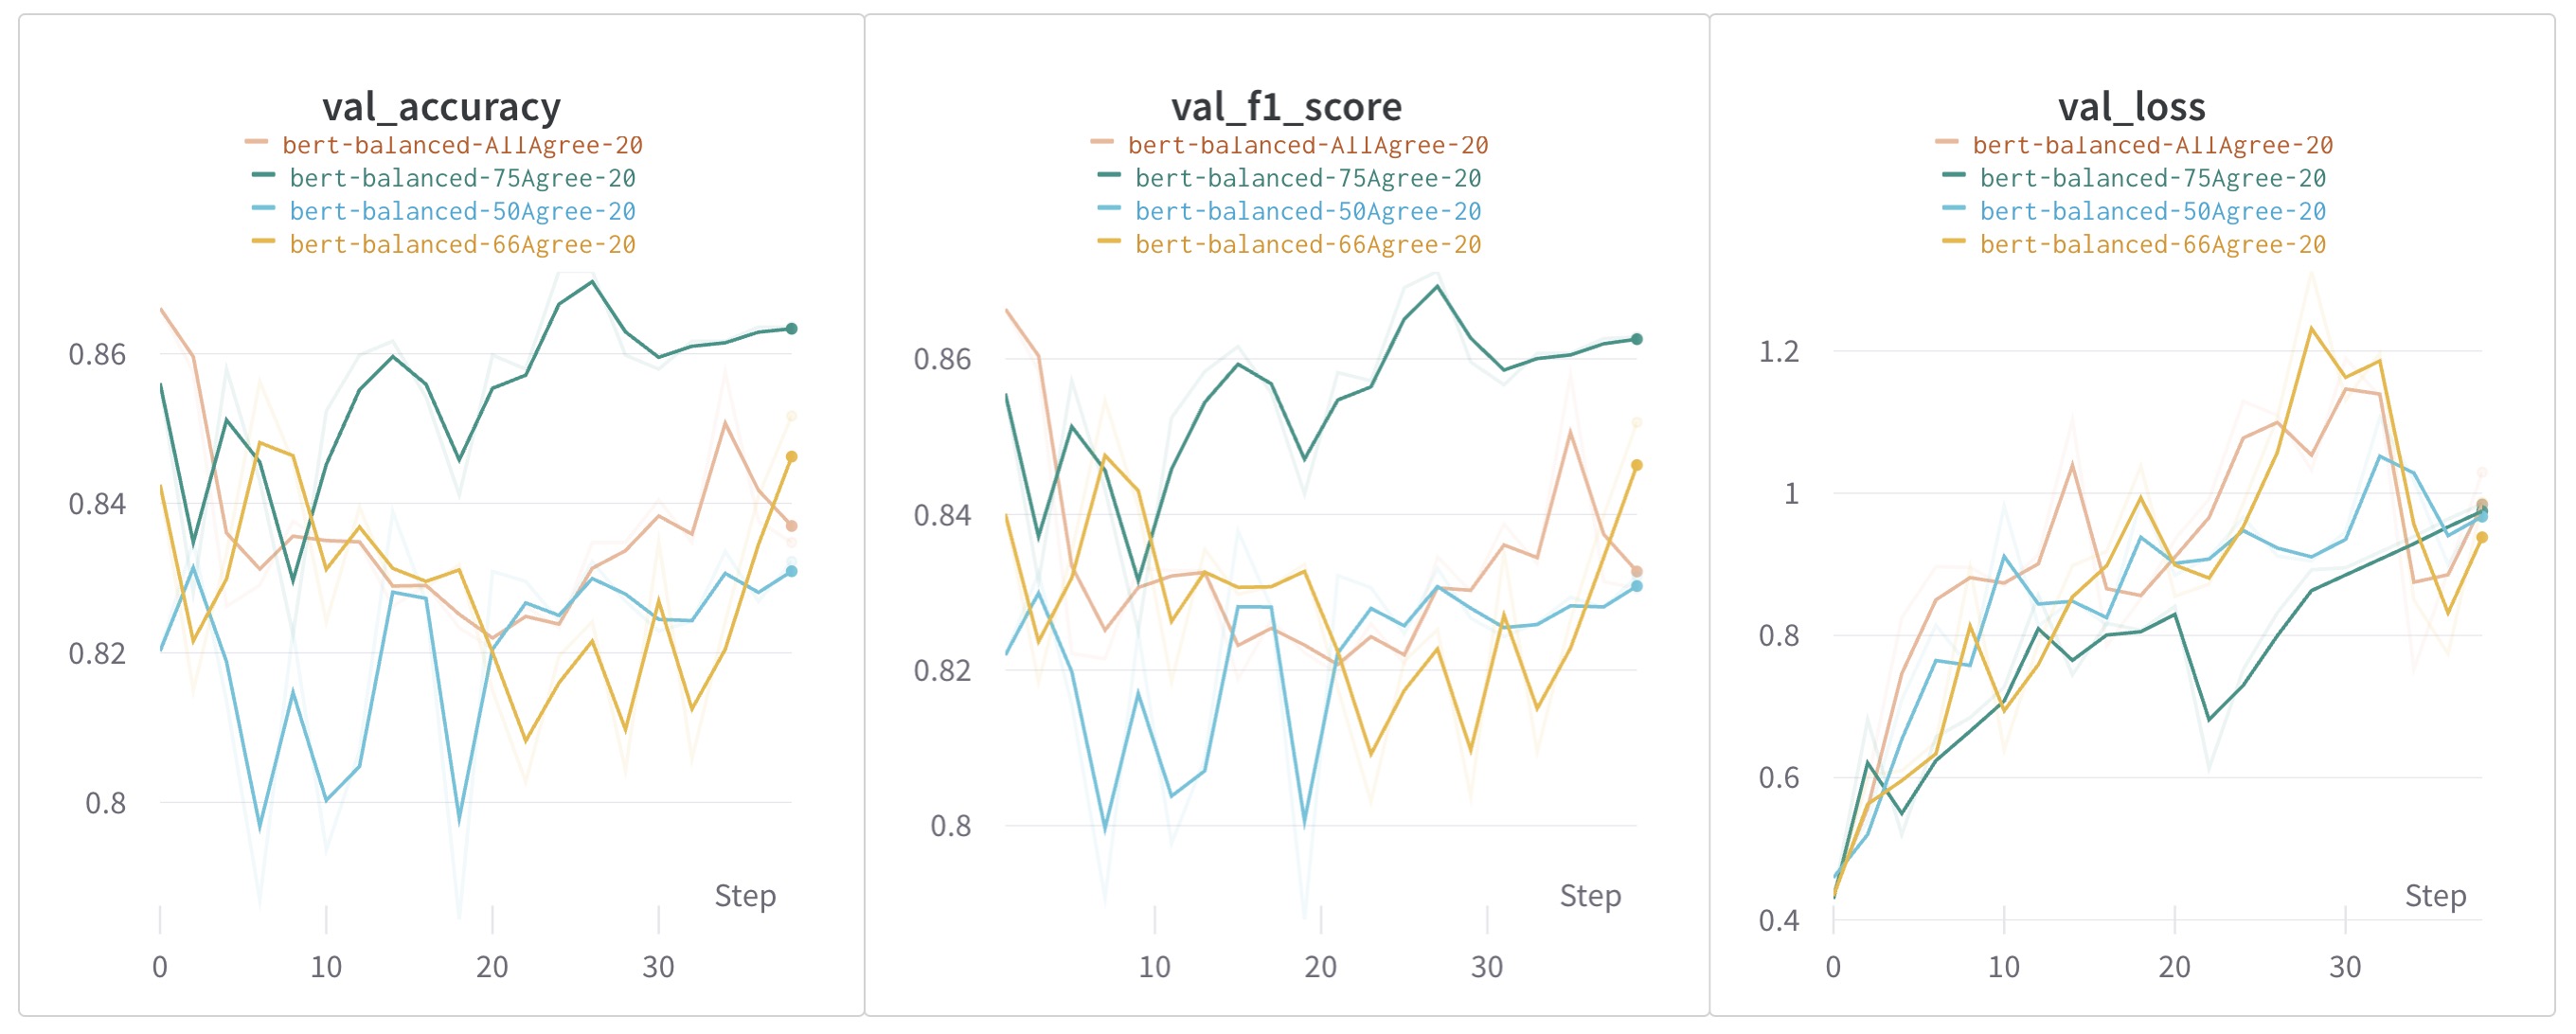 val_accuracy
bert-balanced-AllAgree-20
bert-balanced-75Agree-20
bert-balanced-50Agree-20
bert-balanced-66Agree-20
0.86
0.84
0.82
0.8
Step
0 10 20 30
val_f1_score
bert-balanced-AllAgree-20
bert-balanced-75Agree-20
bert-balanced-50Agree-20
bert-balanced-66Agree-20
0.86
0.84
0.82
0.8
Step
10 20 30
val_loss
bert-balanced-AllAgree-20
bert-balanced-75Agree-20
bert-balanced-50Agree-20
bert-balanced-66Agree-20
1.2
1
0.8
0.6
0.4
Step
0 10 20 30